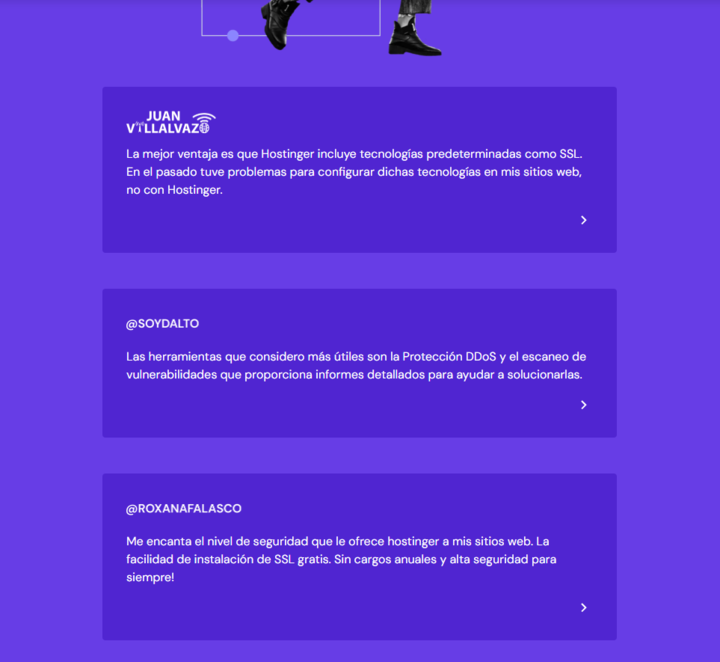 JUAN
VILLALVAZO
La mejor ventaja es que Hostinger incluye tecnologías predeterminadas como SSL.
En el pasado tuve problemas para configurar dichas tecnologías en mis sitios web,
no con Hostinger.
@SOYDALTO
Las herramientas que considero más útiles son la Protección DDoS y el escaneo de
vulnerabilidades que proporciona informes detallados para ayudar a solucionarlas.
@ROXANAFALASCO
Me encanta el nivel de seguridad que le ofrece hostinger a mis sitios web. La
facilidad de instalación de SSL gratis. Sin cargos anuales y alta seguridad para
siempre!